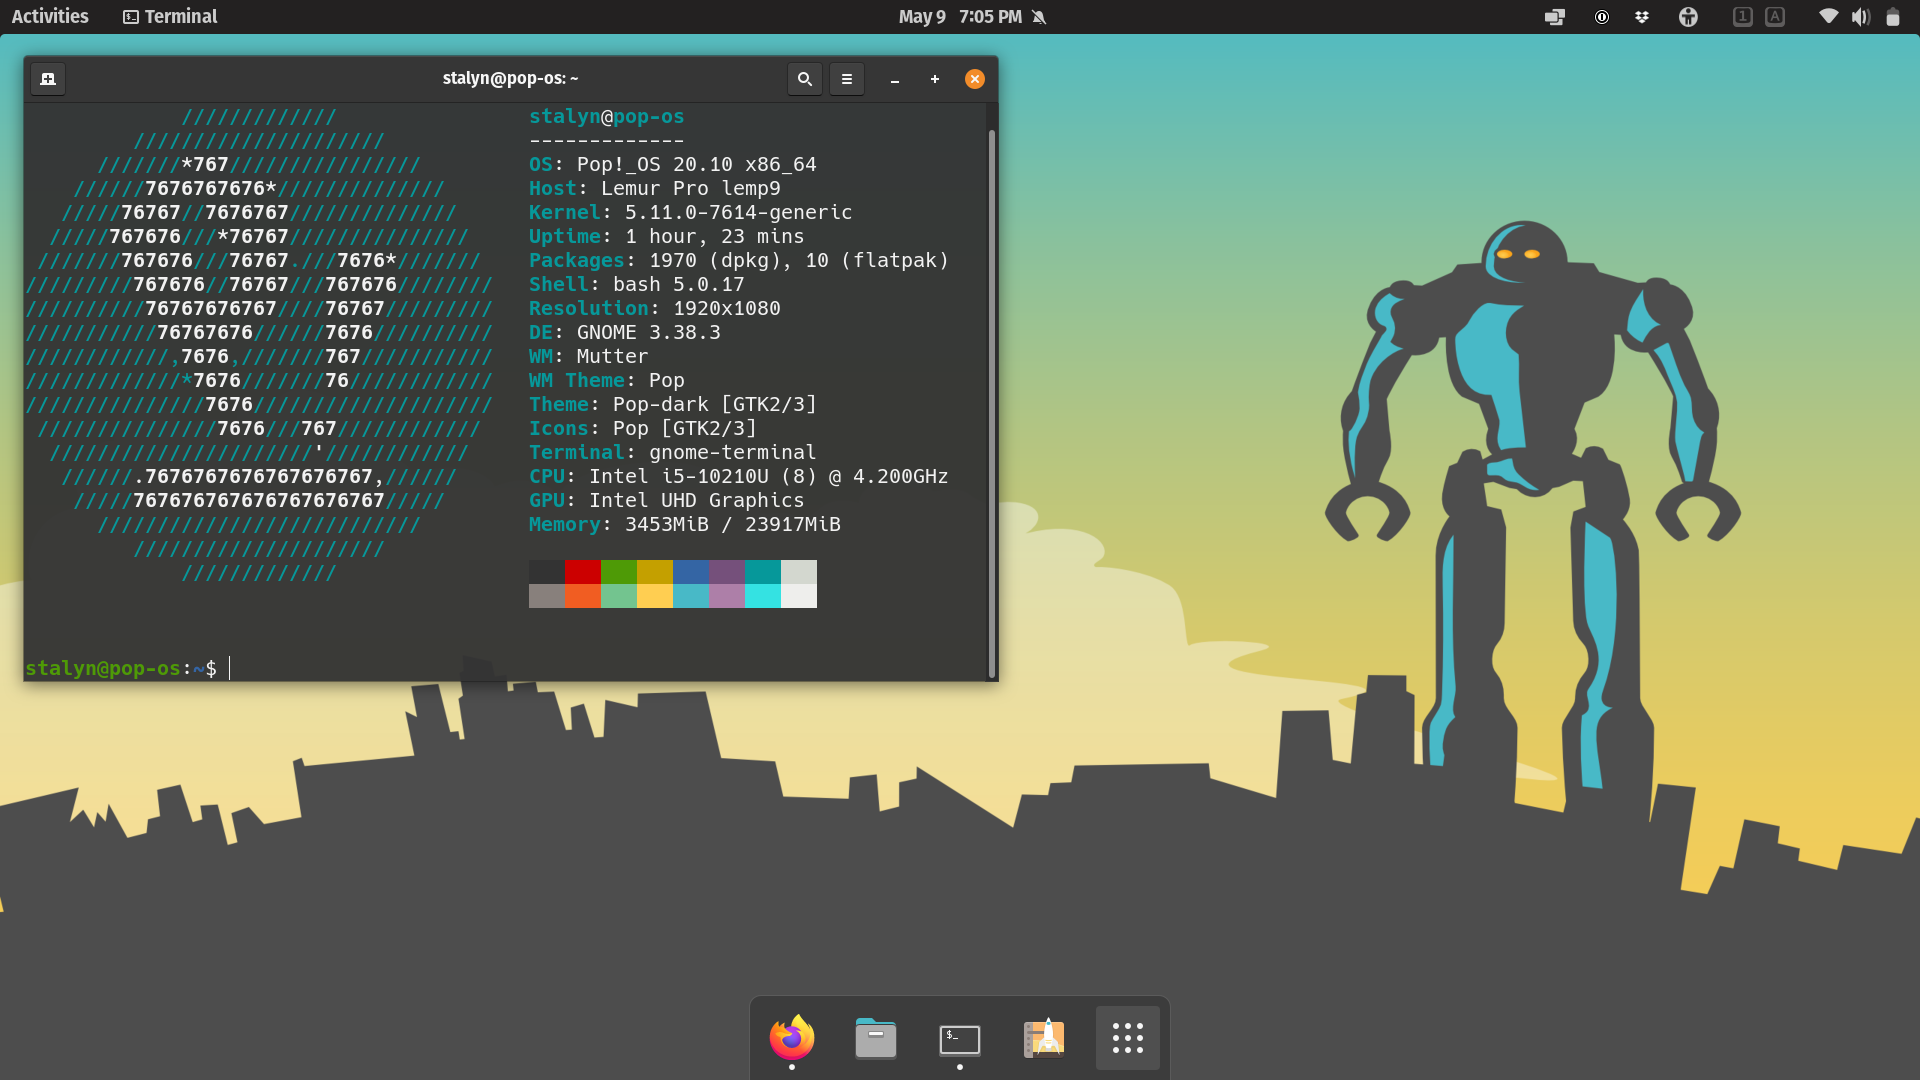 Activities Terminal May 9 7:05 PM 1 A
stalyn@pop-os: ~
/////////////
/////////////////////
///////*767////////////////
//////7676767676*//////////////
/////76767//7676767//////////////
/////767676///*76767///////////////
///////767676///76767.///7676*///////
/////////767676//76767///767676////////
//////////76767676767////76767/////////
///////////76767676//////7676//////////
////////////,7676,///////767///////////
/////////////*7676///////76////////////
///////////////7676////////////////////
///////////////7676///767////////////
//////////////////////'////////////
//////.7676767676767676767,//////
/////767676767676767676767/////
///////////////////////////
/////////////////////
/////////////
stalyn@pop-os
-------------
OS: Pop!_OS 20.10 x86_64
Host: Lemur Pro lemp9
Kernel: 5.11.0-7614-generic
Uptime: 1 hour, 23 mins
Packages: 1970 (dpkg), 10 (flatpak)
Shell: bash 5.0.17
Resolution: 1920x1080
DE: GNOME 3.38.3
WM: Mutter
WM Theme: Pop
Theme: Pop-dark [GTK2/3]
Icons: Pop [GTK2/3]
Terminal: gnome-terminal
CPU: Intel i5-10210U (8) @ 4.200GHz
GPU: Intel UHD Graphics
Memory: 3453MiB / 23917MiB
stalyn@pop-os:~$
$_